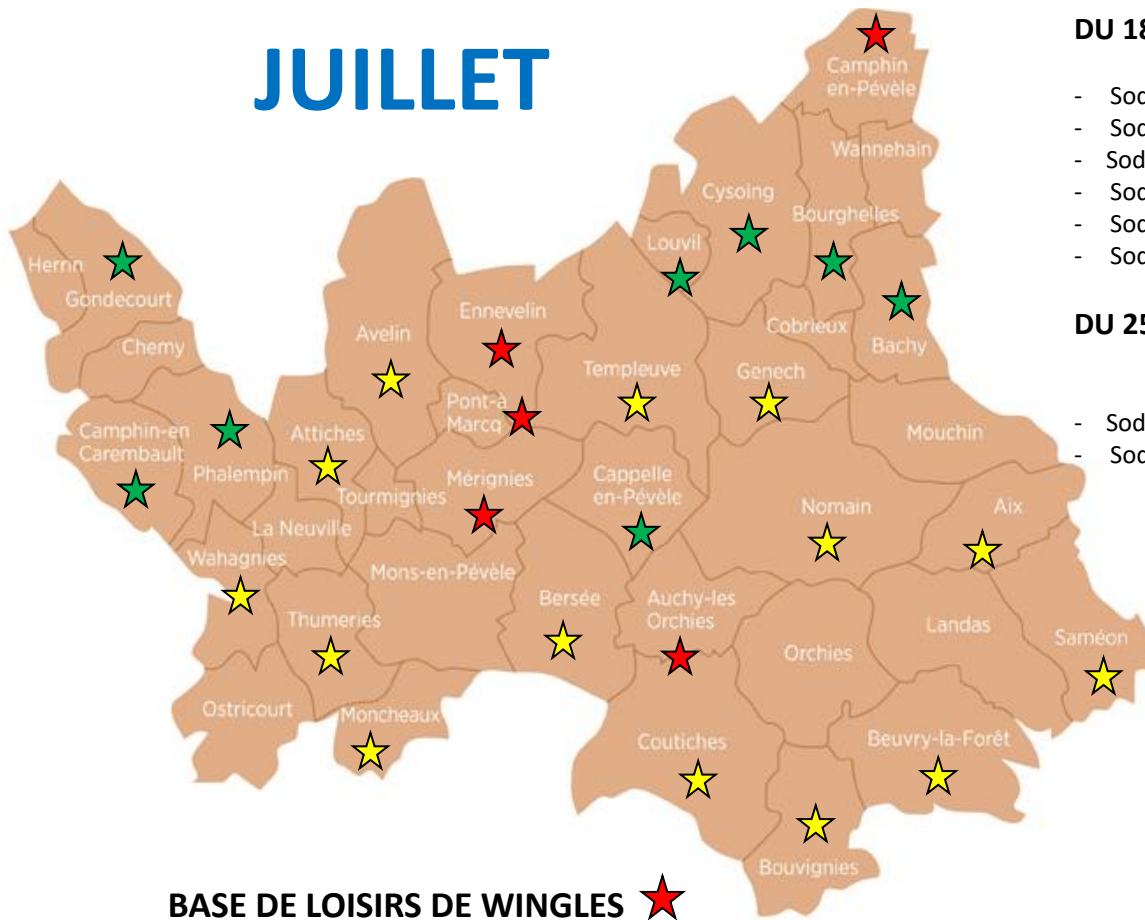 JUILLET
DU 18
- Sod
- Sod
- Sod
- Sod
- Sod
- Sod
DU 25
- Sod
- Sod
Camphin
en-Pévèle
Wannehain
Cysoing
Bourghelles
Louvil
Herrin
Gondecourt
Ennevelin
Avelin
Cobrieux
Bachy
Chemy
Templeuve
Genech
Pont-à
Marcq
Camphin-en
Carembault
Attiches
Mouchin
Phalempin
Mérignies
Cappelle
en-Pévèle
Tourmignies
Nomain
Aix
La Neuville
Wahagnies
Mons-en-Pévèle
Bersée
Auchy-les
Orchies
Thumeries
Landas
Saméon
Orchies
Ostricourt
Moncheaux
Coutiches
Beuvry-la-Forêt
Bouvignies
BASE DE LOISIRS DE WINGLES